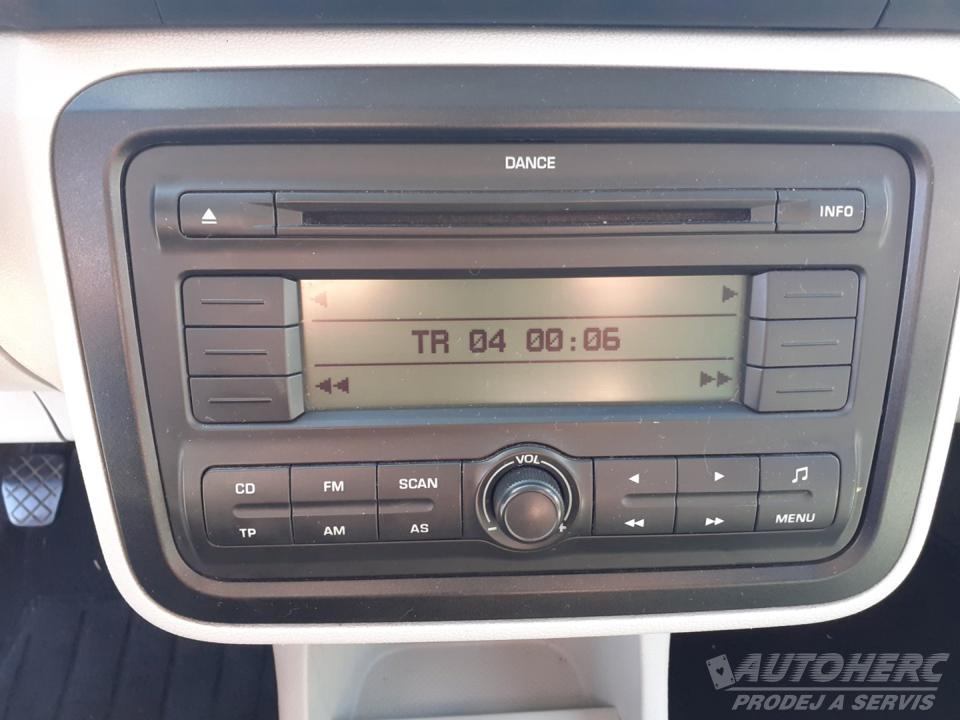 DANCE
INFO
TR 04 00:06
VOL
CD FM SCAN
TP AM AS
MENU
AUTOHERC
PRODEJ A SERVIS